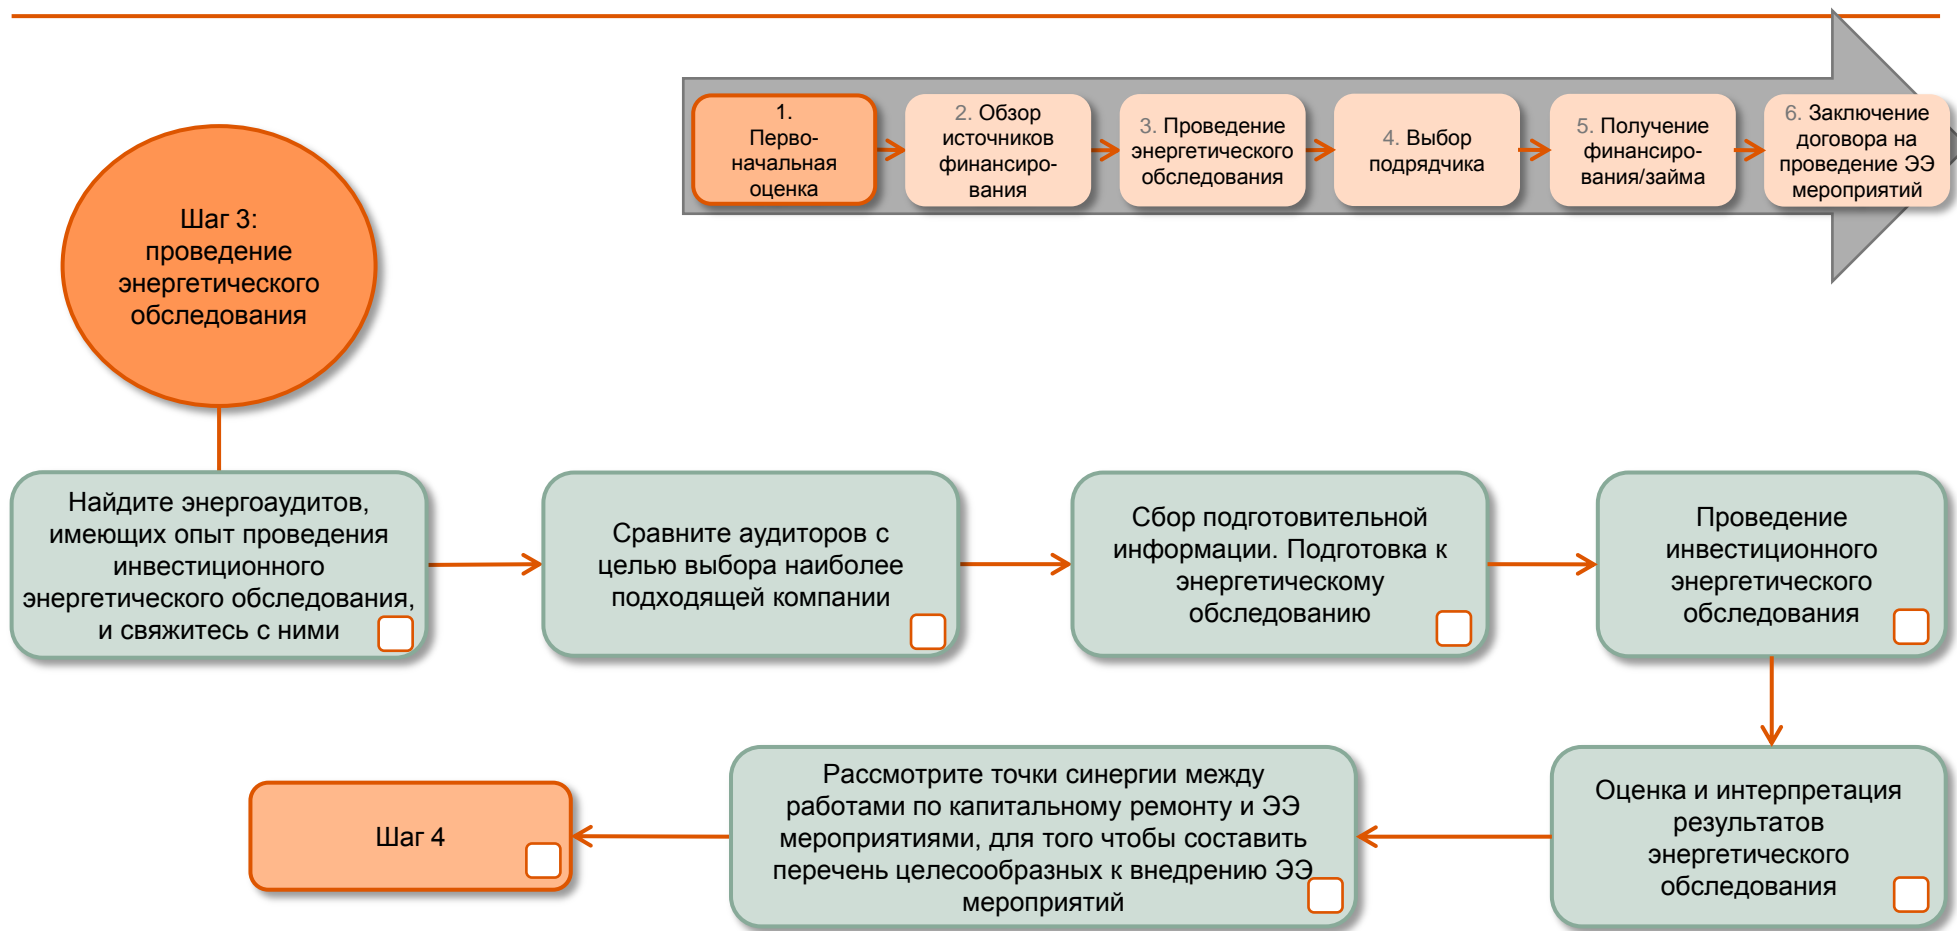 1.
Перво-
начальная
оценка
2. Обзор
источников
финансиро-
вания
3. Проведение
энергетического
обследования
4. Выбор
подрядчика
5. Получение
финансиро-
вания/займа
6. Заключение
договора на
проведение ЭЭ
мероприятий
Шаг 3:
проведение
энергетического
обследования
Найдите энергоаудитов,
имеющих опыт проведения
инвестиционного
энергетического обследования,
и свяжитесь с ними
Сравните аудиторов с
целью выбора наиболее
подходящей компании
Сбор подготовительной
информации. Подготовка к
энергетическому
обследованию
Проведение
инвестиционного
энергетического
обследования
Оценка и интерпретация
результатов
энергетического
обследования
Рассмотрите точки синергии между
работами по капитальному ремонту и ЭЭ
мероприятиями, для того чтобы составить
перечень целесообразных к внедрению ЭЭ
мероприятий
Шаг 4